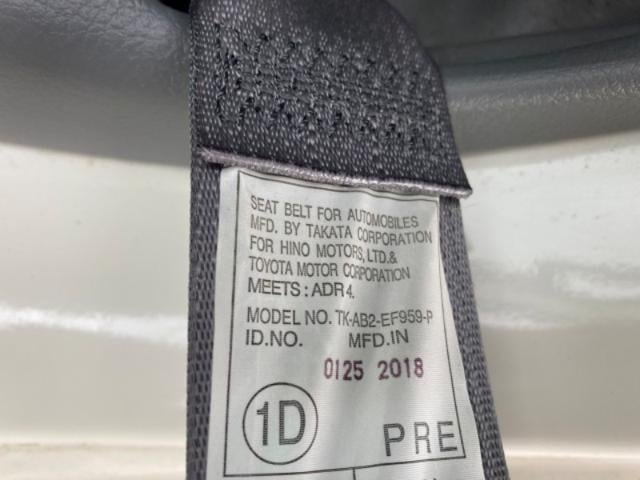 SEAT BELT FOR AUTOMOBILES
MFD. BY TAKATA CORPORATION
FOR HINO MOTORS, LTD.&
TOYOTA MOTOR CORPORATION
MEETS: ADR4.
MODEL NO. TK-AB2-EF959-P
ID.NO. MFD.IN
0125 2018
1D PRE